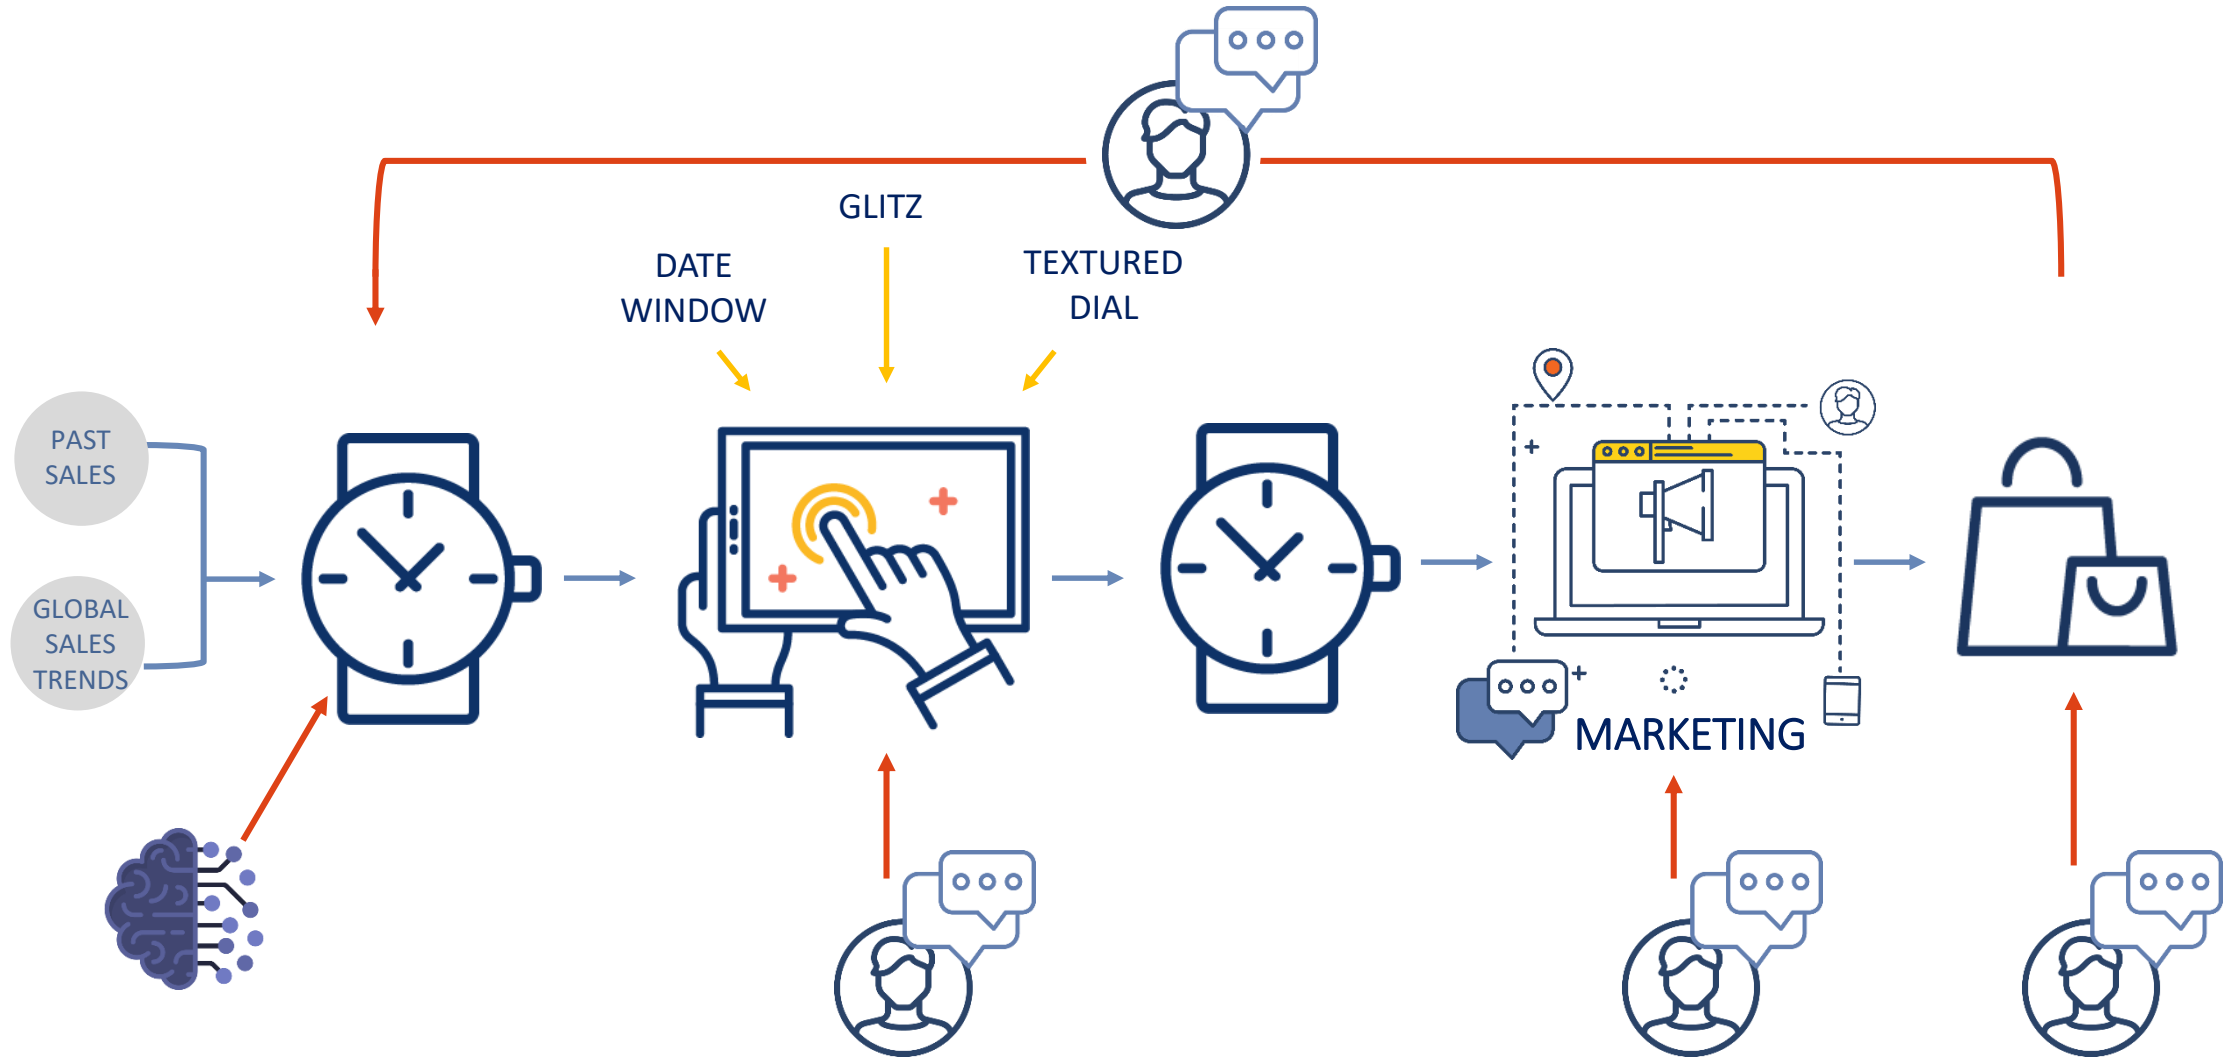 GLITZ
DATE
WINDOW
TEXTURED
DIAL
PAST
SALES
GLOBAL
SALES
TRENDS
MARKETING